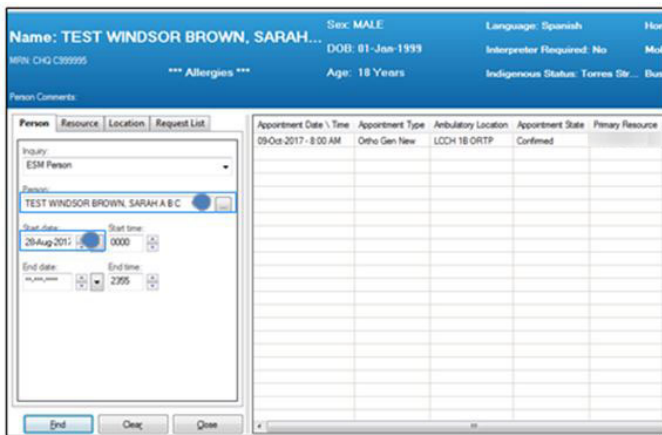 Name: TEST WINDSOR BROWN, SARAH...
Sex: MALE
Language: Spanish
MRN: CHQ C999995
DOB: 01-Jan-1999
Interpreter Required: No
*** Allergies ***
Age: 18 Years
Indigenous Status: Torres Str...
Person Comments:
Person Resource Location Request List
Inquiry:
ESM Person
Person:
TEST WINDSOR BROWN, SARAH A B C ...
Start date: Start time:
28-Aug-2017 0000
End date: End time:
**-***-**** 2355
Find Clear Close
Appointment Date \ Time Appointment Type Ambulatory Location Appointment State Primary Resource
09-Oct-2017 - 8:00 AM Ortho Gen New LCCH 1B ORTP Confirmed